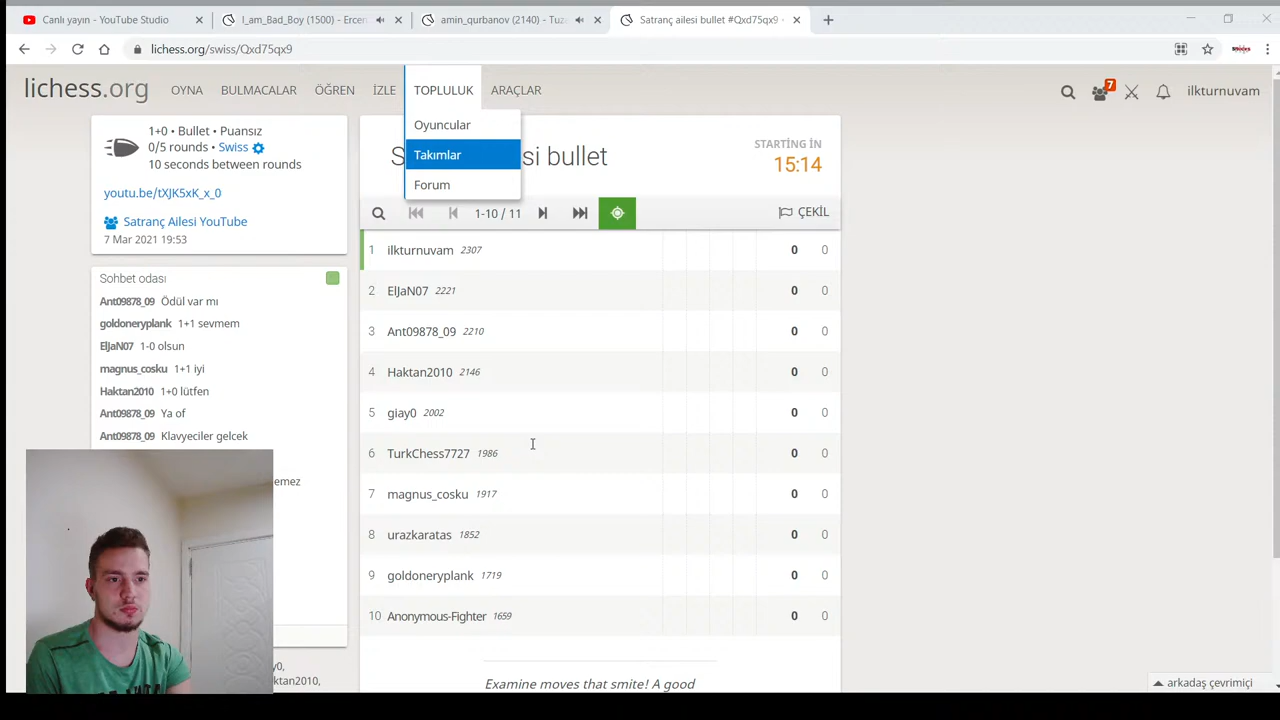 Canlı yayın - YouTube Studio
I_am_Bad_Boy (1500) - Ercen
amin_qurbanov (2140) - Tuz
Satranç ailesi bullet #Qxd75qx9 -
lichess.org/swiss/Qxd75qx9
lichess.org
OYNA
BULMACALAR
ÖĞREN
İZLE
TOPLULUK
ARAÇLAR
7
ilkturnuvam
Oyuncular
Takımlar
Forum
1+0 • Bullet • Puansız
0/5 rounds • Swiss
10 seconds between rounds
youtu.be/tXJK5xK_x_0
Satranç Ailesi YouTube
7 Mar 2021 19:53
si bullet
STARTİNG İN
15:14
1-10 / 11
ÇEKİL
Sohbet odası
Ant09878_09 Ödül var mı
goldoneryplank 1+1 sevmem
ElJaN07 1-0 olsun
magnus_cosku 1+1 iyi
Haktan2010 1+0 lütfen
Ant09878_09 Ya of
Ant09878_09 Klavyeciler gelcek
emez
y0,
ktan2010,
1 ilkturnuvam 2307 0 0
2 ElJaN07 2221 0 0
3 Ant09878_09 2210 0 0
4 Haktan2010 2146 0 0
5 giay0 2002 0 0
6 TurkChess7727 1986 0 0
7 magnus_cosku 1917 0 0
8 urazkaratas 1852 0 0
9 goldoneryplank 1719 0 0
10 Anonymous-Fighter 1659 0 0
Examine moves that smite! A good
arkadaş çevrimiçi